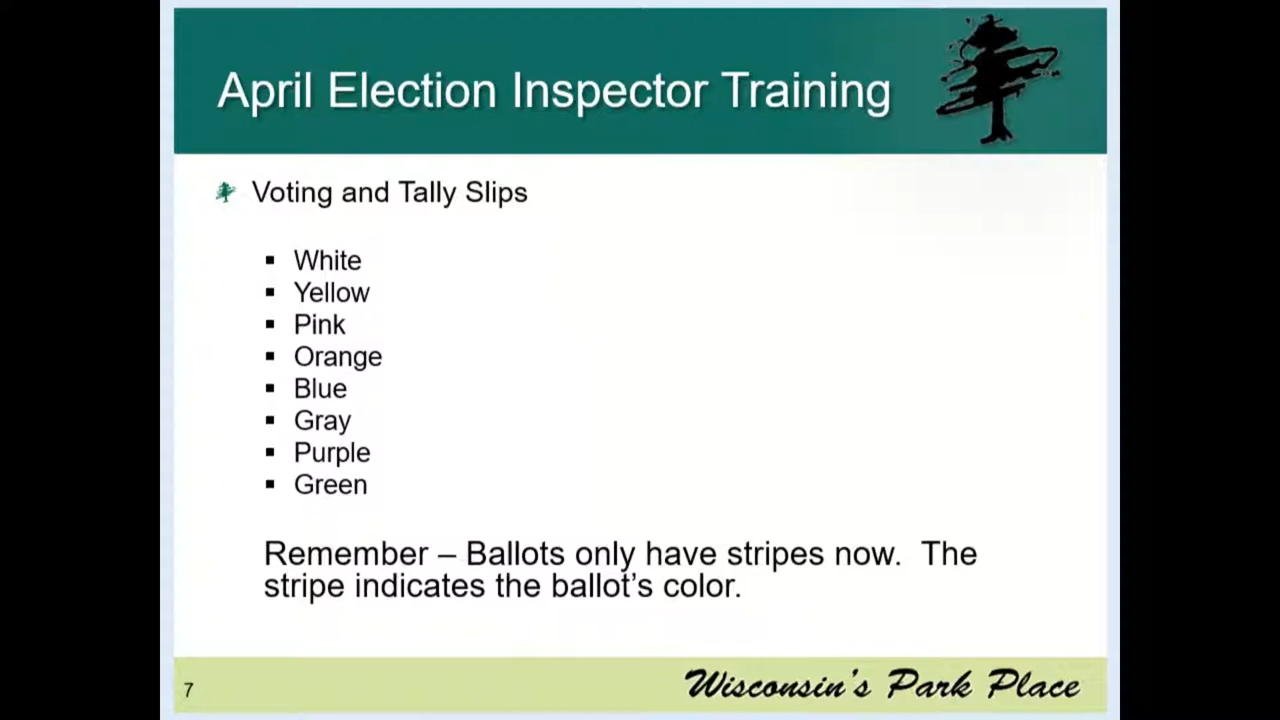 April Election Inspector Training
Voting and Tally Slips
▪ White
▪ Yellow
▪ Pink
▪ Orange
▪ Blue
▪ Gray
▪ Purple
▪ Green
Remember – Ballots only have stripes now.  The
stripe indicates the ballot’s color.
7
Wisconsin's Park Place